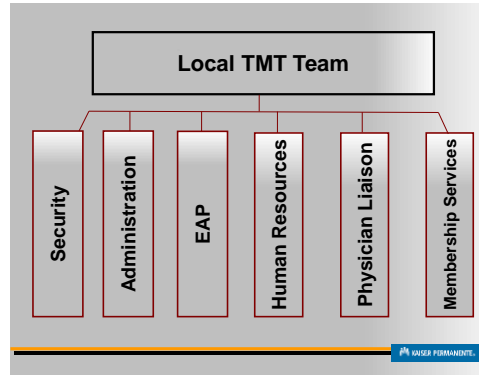 Local TMT Team
Security
Administration
EAP
Human Resources
Physician Liaison
Membership Services
KAISER PERMANENTE®